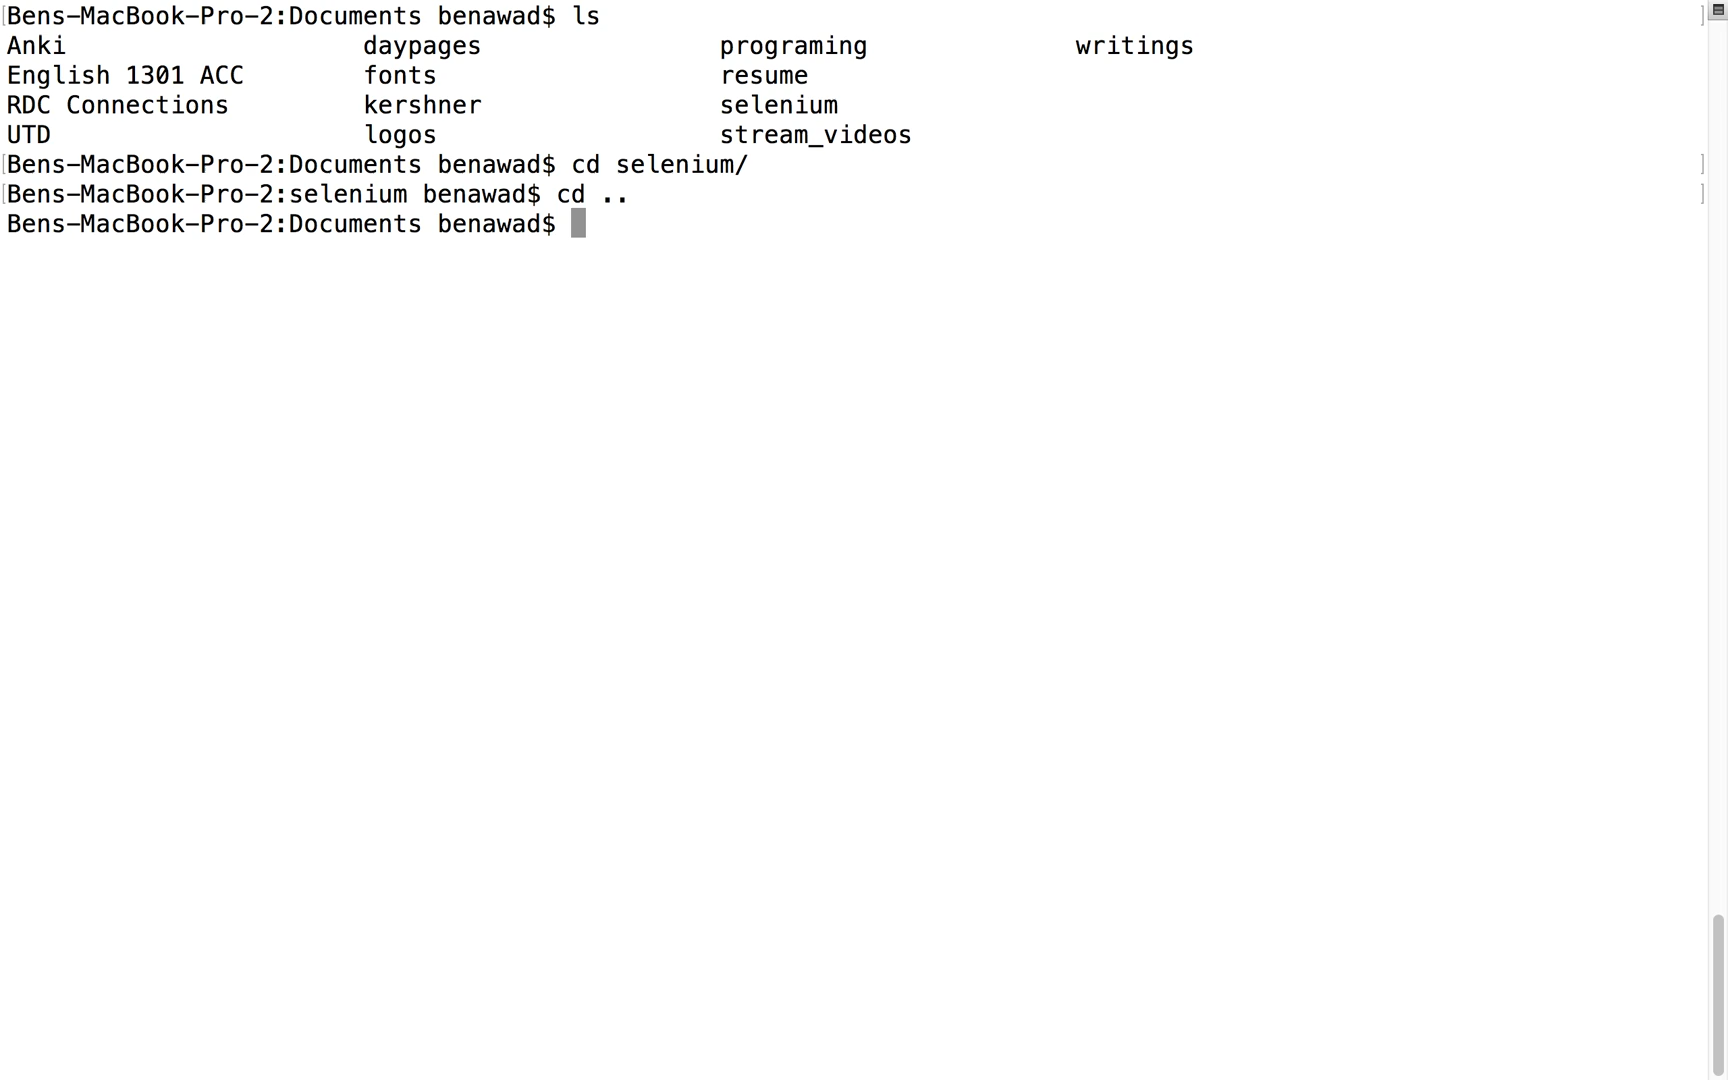 Bens-MacBook-Pro-2:Documents benawad$ ls
Anki daypages programing writings
English 1301 ACC fonts resume
RDC Connections kershner selenium
UTD logos stream_videos
Bens-MacBook-Pro-2:Documents benawad$ cd selenium/
Bens-MacBook-Pro-2:selenium benawad$ cd ..
Bens-MacBook-Pro-2:Documents benawad$